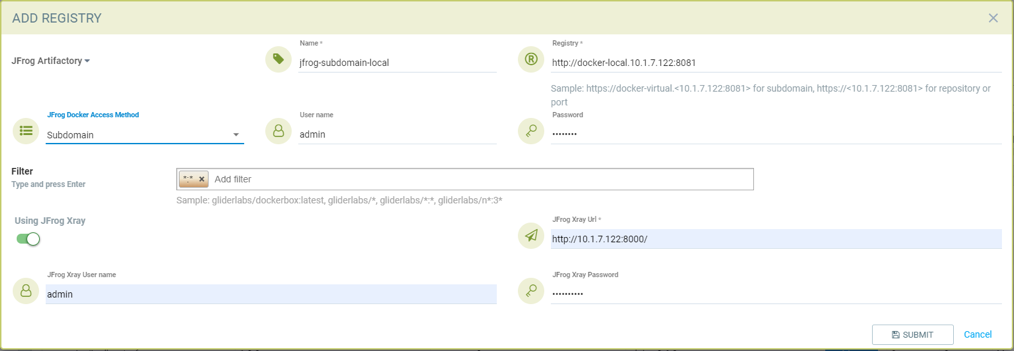 ADD REGISTRY
JFrog Artifactory
Name *
jfrog-subdomain-local
Registry *
http://docker-local.10.1.7.122:8081
Sample: https://docker-virtual.<10.1.7.122:8081> for subdomain, https://<10.1.7.122:8081> for repository or
port
JFrog Docker Access Method
Subdomain
User name
admin
Password
••••••••
Filter
Type and press Enter
*:* x Add filter
Sample: gliderlabs/dockerbox:latest, gliderlabs/*, gliderlabs/*:*, gliderlabs/n*:3*
Using JFrog Xray
JFrog Xray Url *
http://10.1.7.122:8000/
JFrog Xray User name
admin
JFrog Xray Password
••••••••••
SUBMIT
Cancel